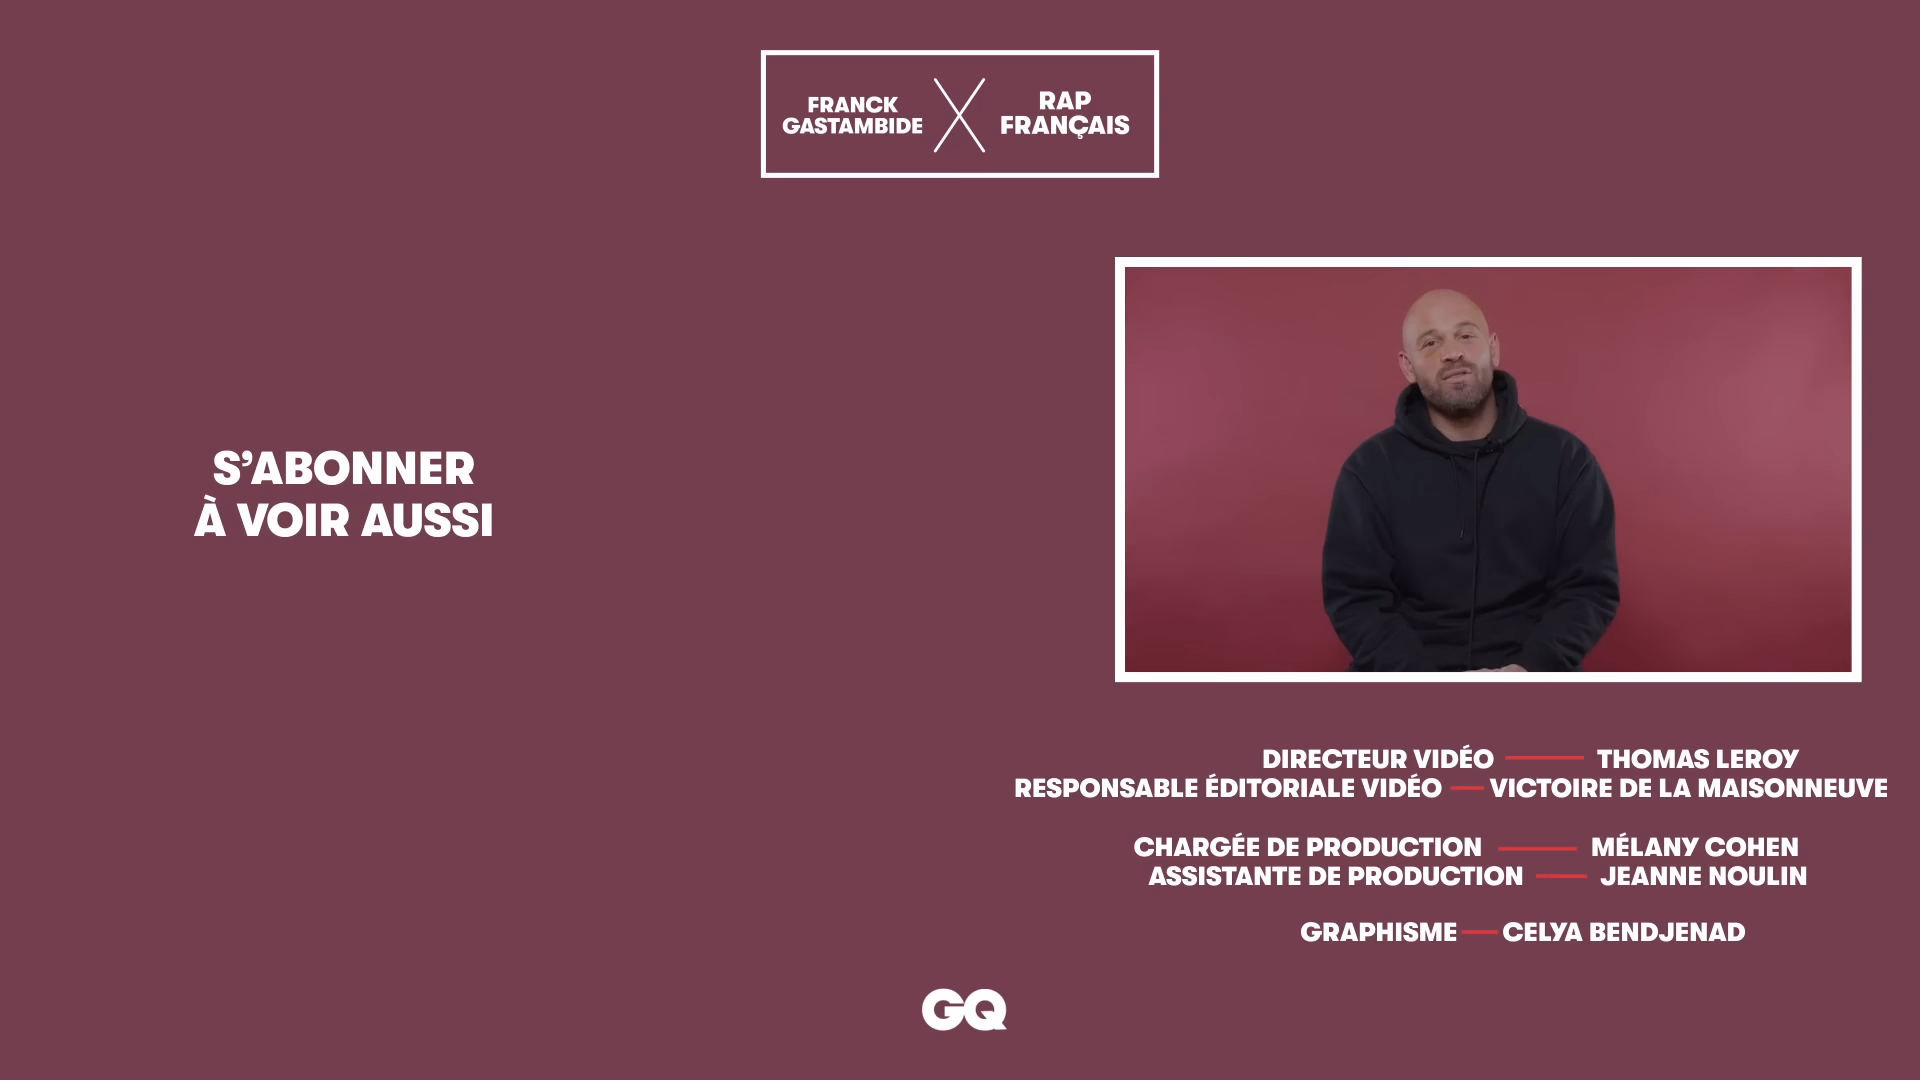 FRANCK
GASTAMBIDE
RAP
FRANÇAIS
S’ABONNER
À VOIR AUSSI
DIRECTEUR VIDÉO — THOMAS LEROY
RESPONSABLE ÉDITORIALE VIDÉO — VICTOIRE DE LA MAISONNEUVE
CHARGÉE DE PRODUCTION — MÉLANY COHEN
ASSISTANTE DE PRODUCTION — JEANNE NOULIN
GRAPHISME — CELYA BENDJENAD
GQ